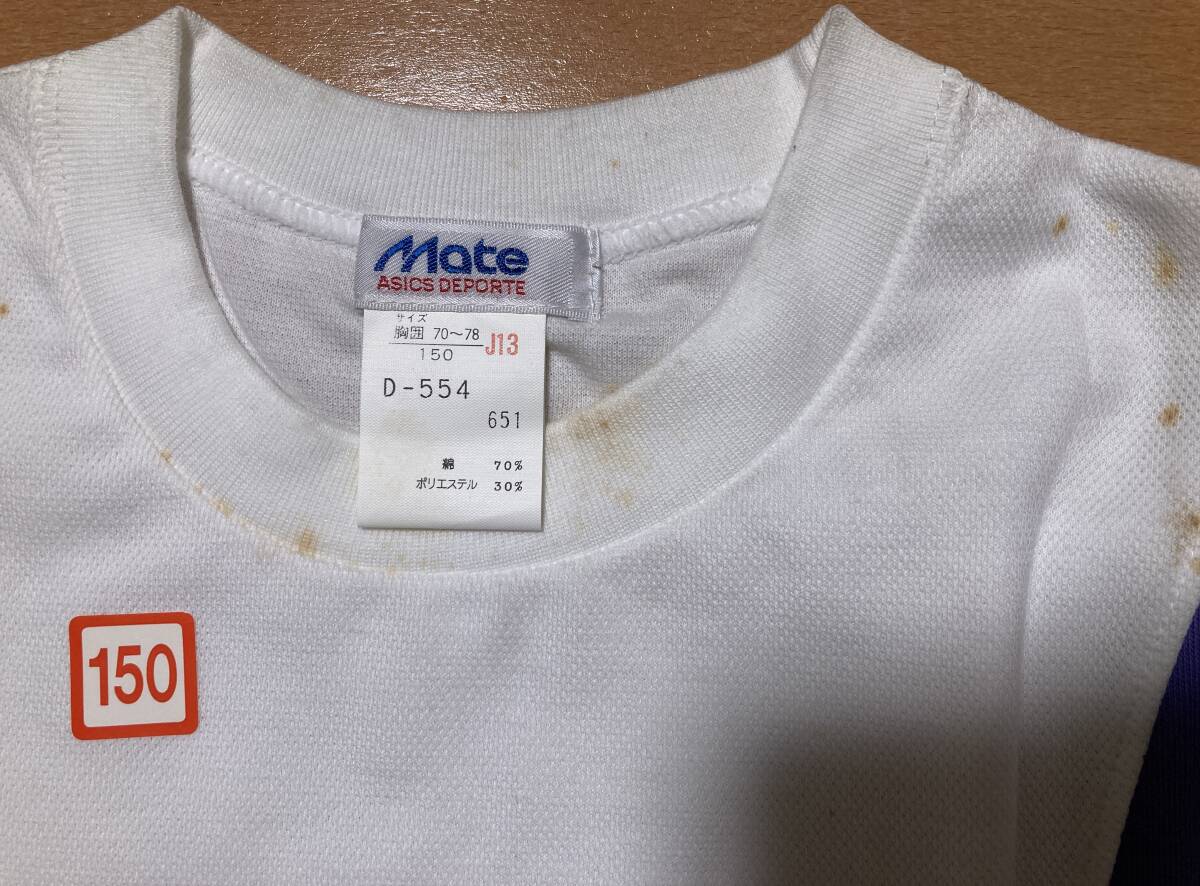 Mate
ASICS DEPORTE
サイズ
胸囲 70〜78
150
J13
D-554
651
綿 70%
ポリエステル 30%
150